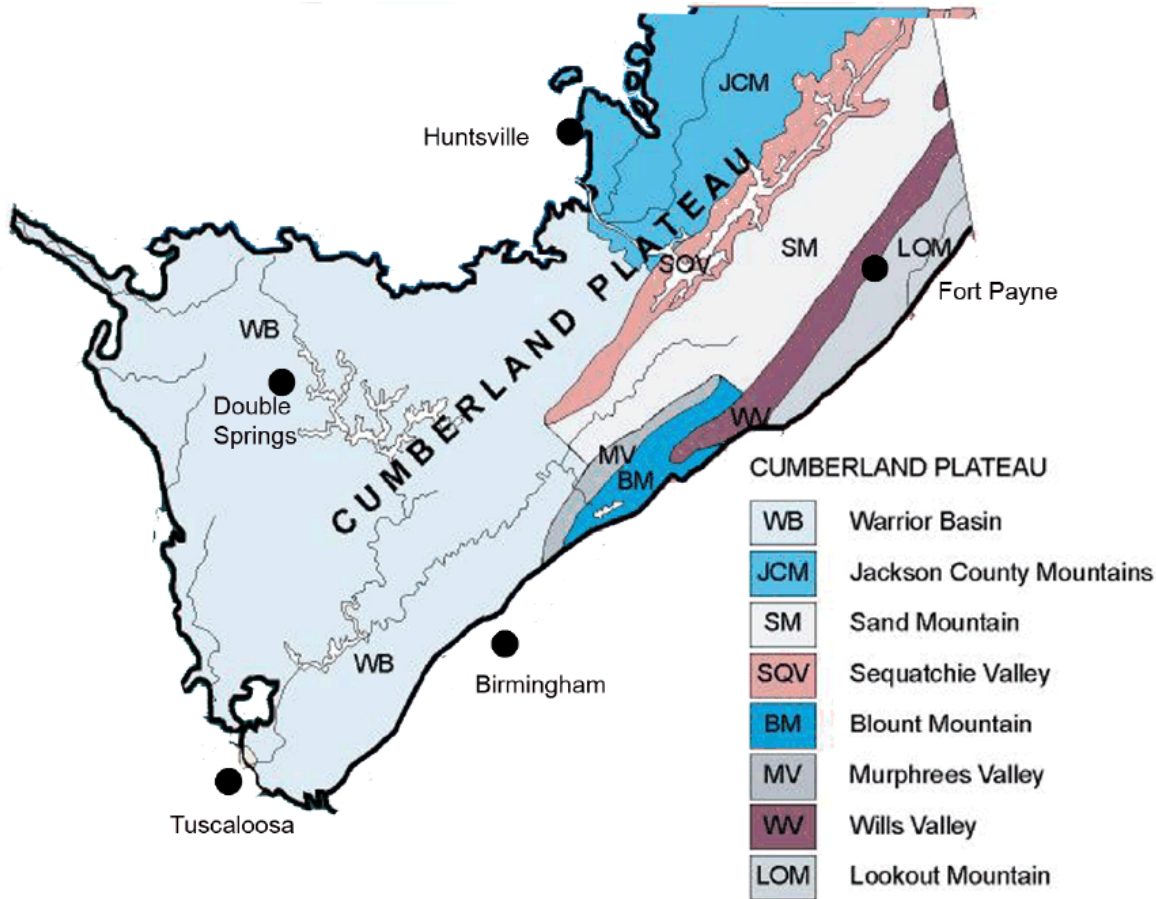 JCM
Huntsville
CUMBERLAND PLATEAU
SM
LOM
SQV
Fort Payne
WB
Double
Springs
WV
MV
BM
WB
Birmingham
Tuscaloosa
CUMBERLAND PLATEAU
WB Warrior Basin
JCM Jackson County Mountains
SM Sand Mountain
SQV Sequatchie Valley
BM Blount Mountain
MV Murphrees Valley
WV Wills Valley
LOM Lookout Mountain